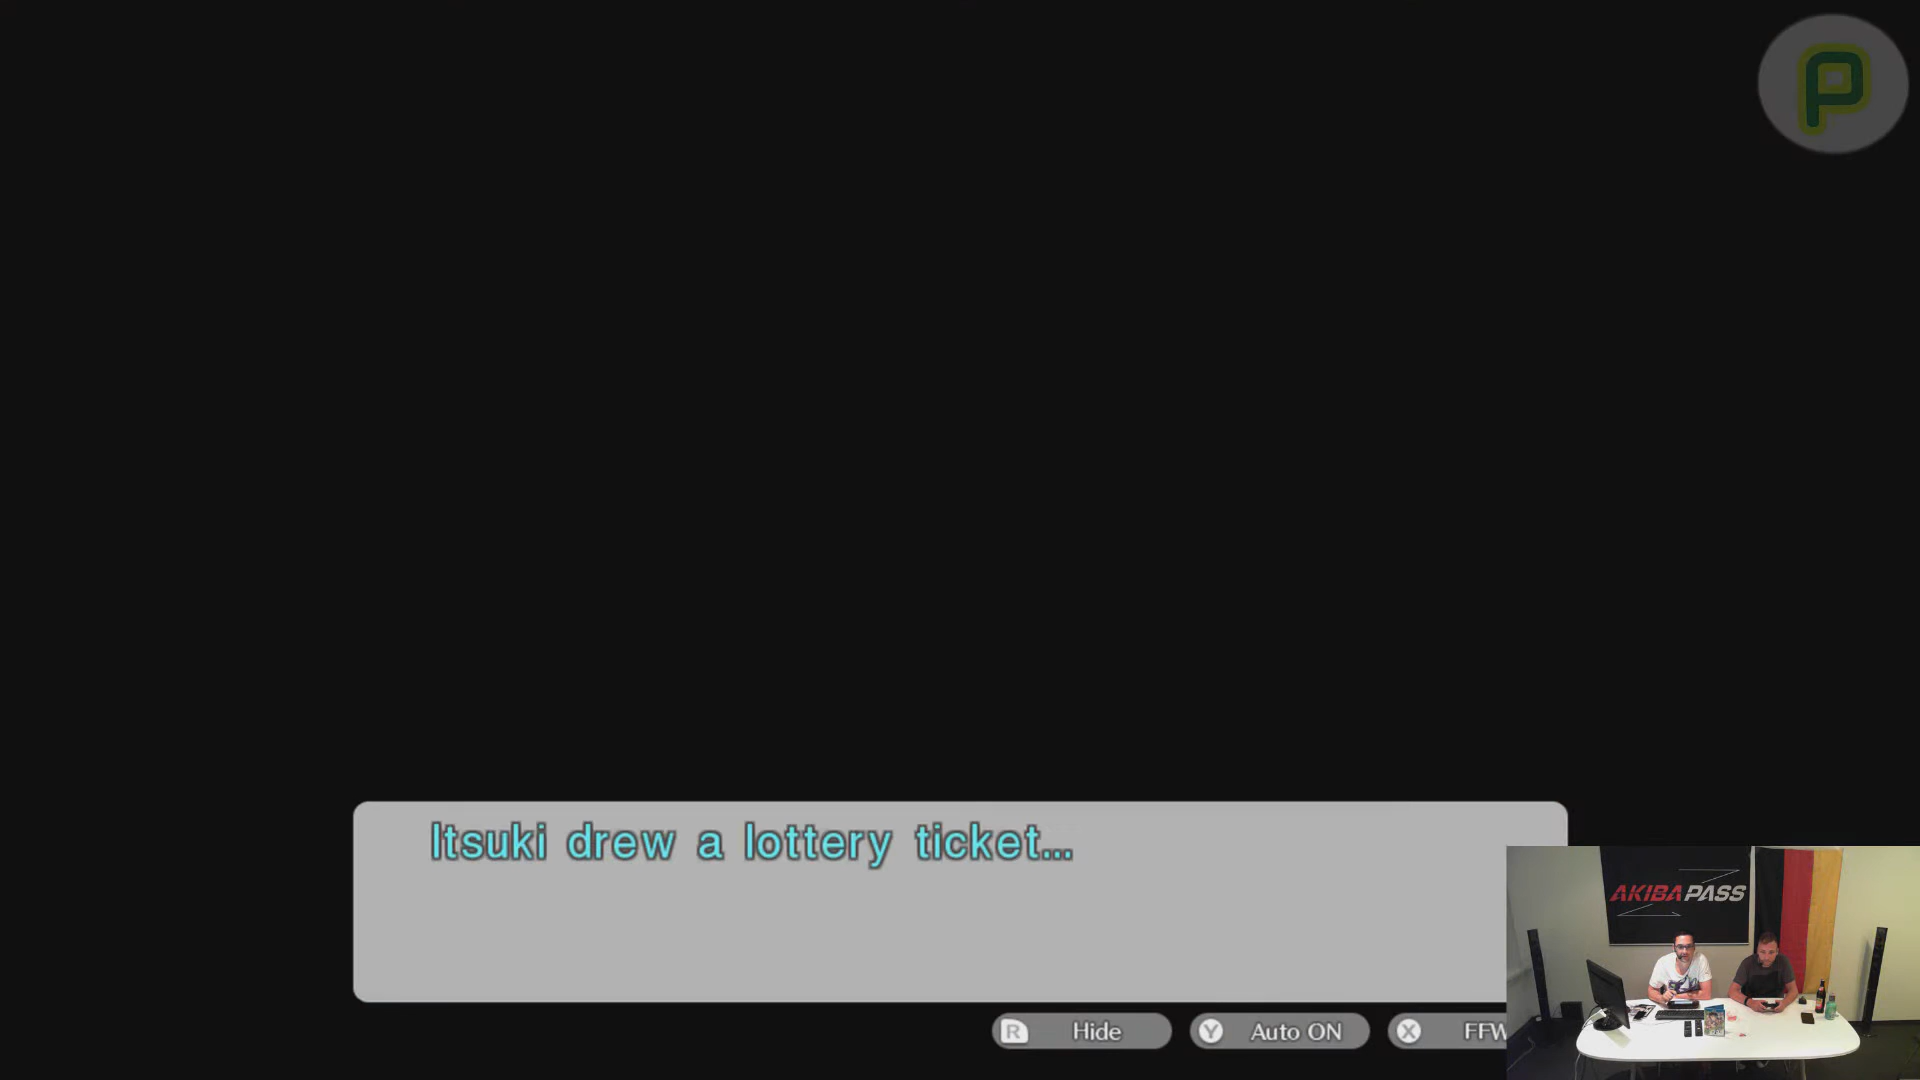 P
Itsuki drew a lottery ticket...
R Hide
Y Auto ON
X FFW
AKIBA PASS